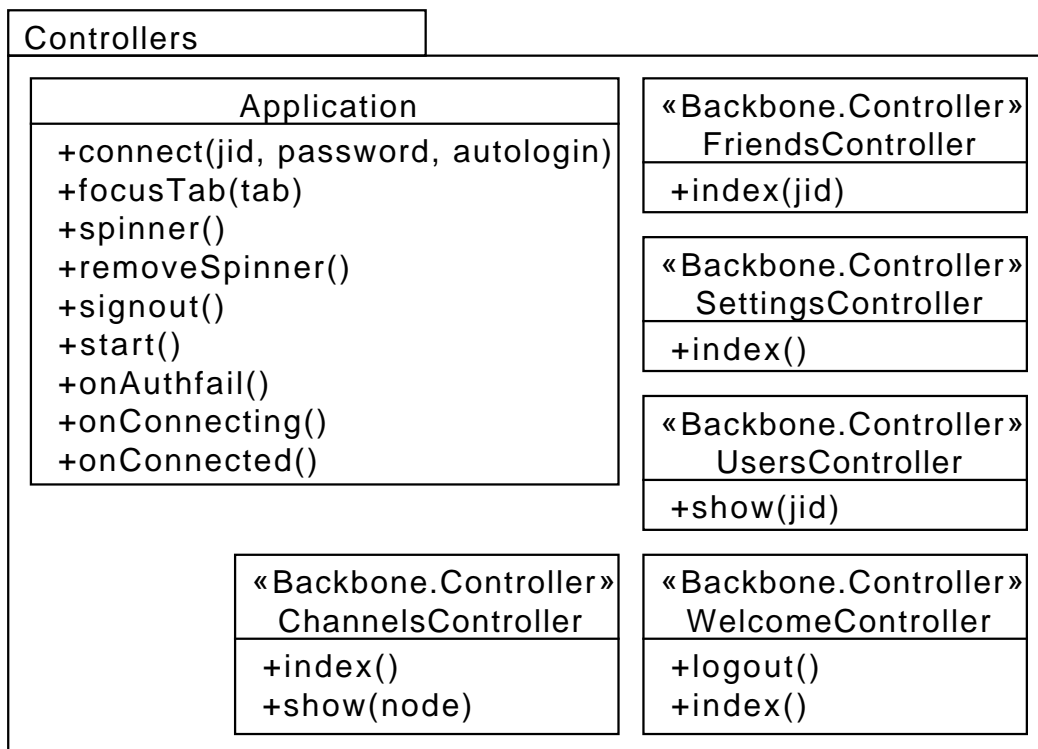 Controllers
Application
+connect(jid, password, autologin)
+focusTab(tab)
+spinner()
+removeSpinner()
+signout()
+start()
+onAuthfail()
+onConnecting()
+onConnected()
«Backbone.Controller»
FriendsController
+index(jid)
«Backbone.Controller»
SettingsController
+index()
«Backbone.Controller»
UsersController
+show(jid)
«Backbone.Controller»
ChannelsController
+index()
+show(node)
«Backbone.Controller»
WelcomeController
+logout()
+index()